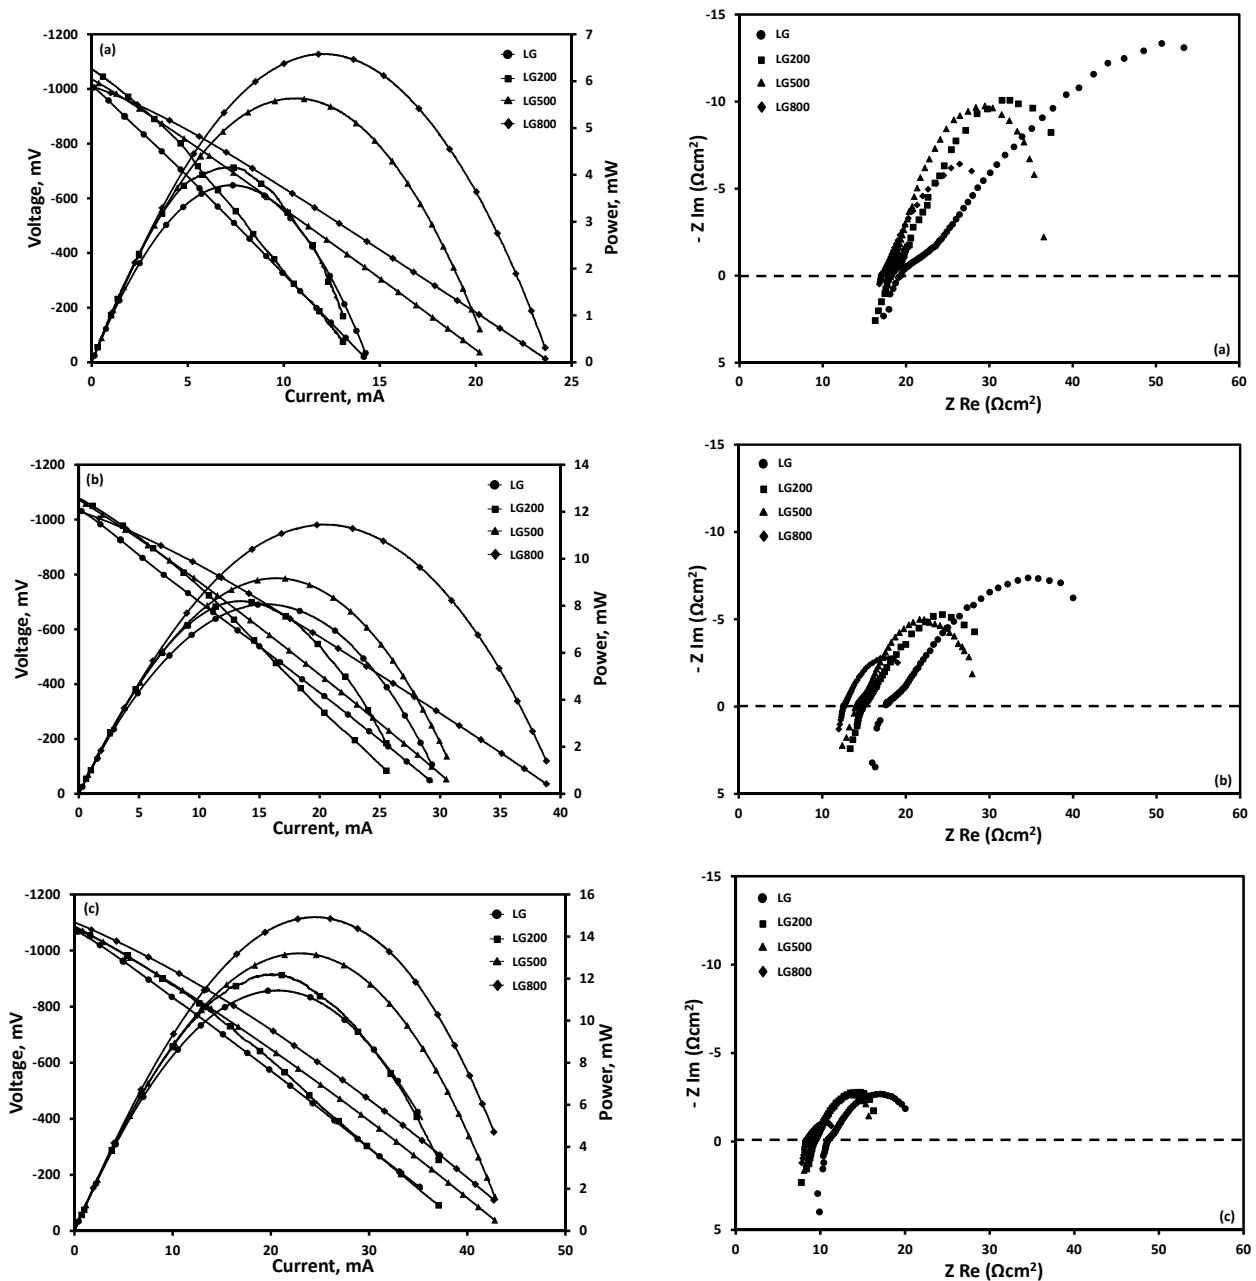 -1200
-1000
-800
-600
-400
-200
0
Voltage, mV
(a)
LG
LG200
LG500
LG800
7
6
5
4
3
2
1
0
Power, mW
0 5 10 15 20 25
Current, mA
-15
-10
-5
0
5
- Z Im (Ωcm²)
LG
LG200
LG500
LG800
(a)
0 10 20 30 40 50 60
Z Re (Ωcm²)
-1200
-1000
-800
-600
-400
-200
0
Voltage, mV
(b)
LG
LG200
LG500
LG800
14
12
10
8
6
4
2
0
Power, mW
0 5 10 15 20 25 30 35 40
Current, mA
-15
-10
-5
0
5
- Z Im (Ωcm²)
LG
LG200
LG500
LG800
(b)
0 10 20 30 40 50 60
Z Re (Ωcm²)
-1200
-1000
-800
-600
-400
-200
0
Voltage, mV
(c)
LG
LG200
LG500
LG800
16
14
12
10
8
6
4
2
0
Power, mW
0 10 20 30 40 50
Current, mA
-15
-10
-5
0
5
- Z Im (Ωcm²)
LG
LG200
LG500
LG800
(c)
0 10 20 30 40 50 60
Z Re (Ωcm²)